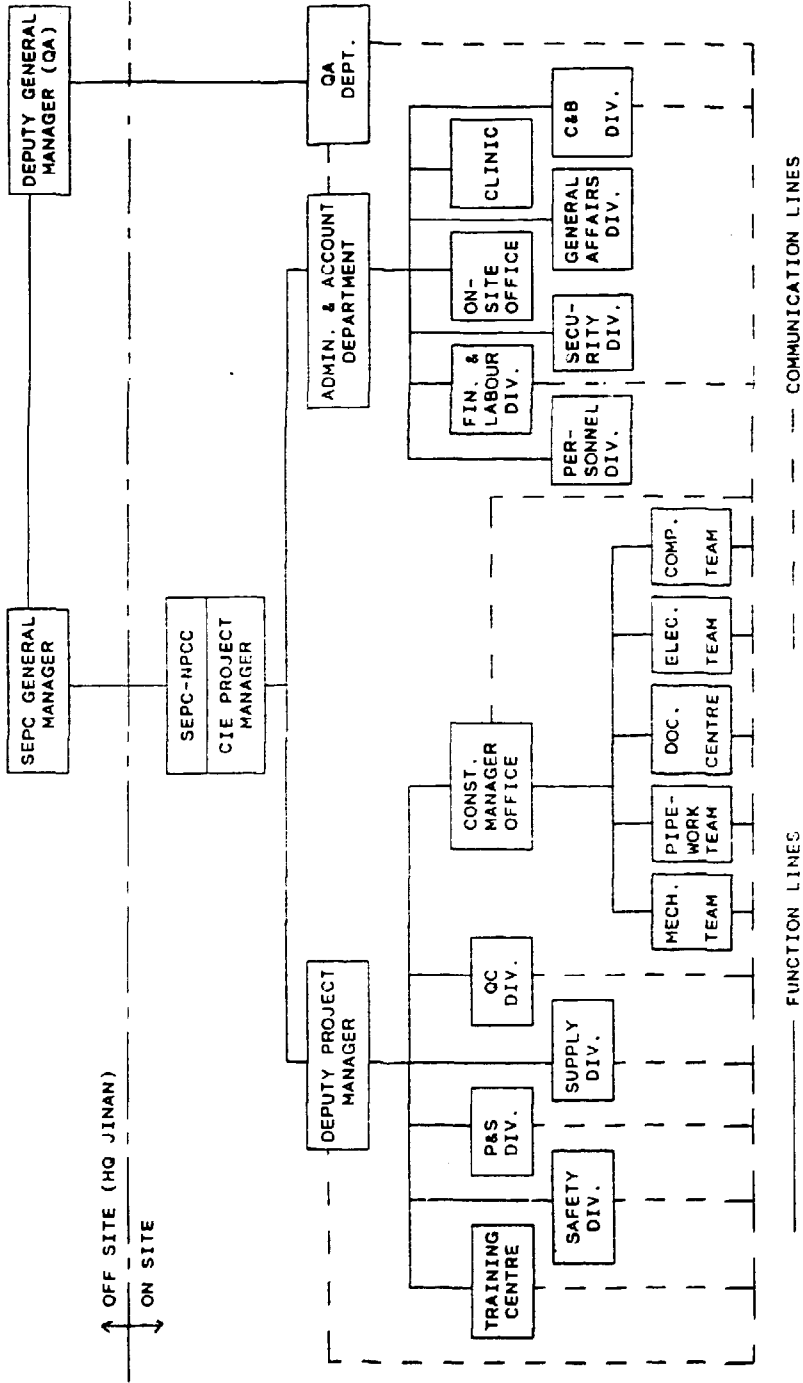 SEPC GENERAL
MANAGER
DEPUTY GENERAL
MANAGER (QA)
OFF SITE (HQ JINAN)
ON SITE
SEPC-NPCC
CIE PROJECT
MANAGER
DEPUTY PROJECT
MANAGER
ADMIN. & ACCOUNT
DEPARTMENT
QA
DEPT.
TRAINING
CENTRE
SAFETY
DIV.
P&S
DIV.
SUPPLY
DIV.
QC
DIV.
CONST.
MANAGER
OFFICE
PER-
SONNEL
DIV.
FIN. &
LABOUR
DIV.
SECU-
RITY
DIV.
ON-
SITE
OFFICE
GENERAL
AFFAIRS
DIV.
CLINIC
C&B
DIV.
MECH.
TEAM
PIPE-
WORK
TEAM
DOC.
CENTRE
ELEC.
TEAM
COMP.
TEAM
FUNCTION LINES
COMMUNICATION LINES